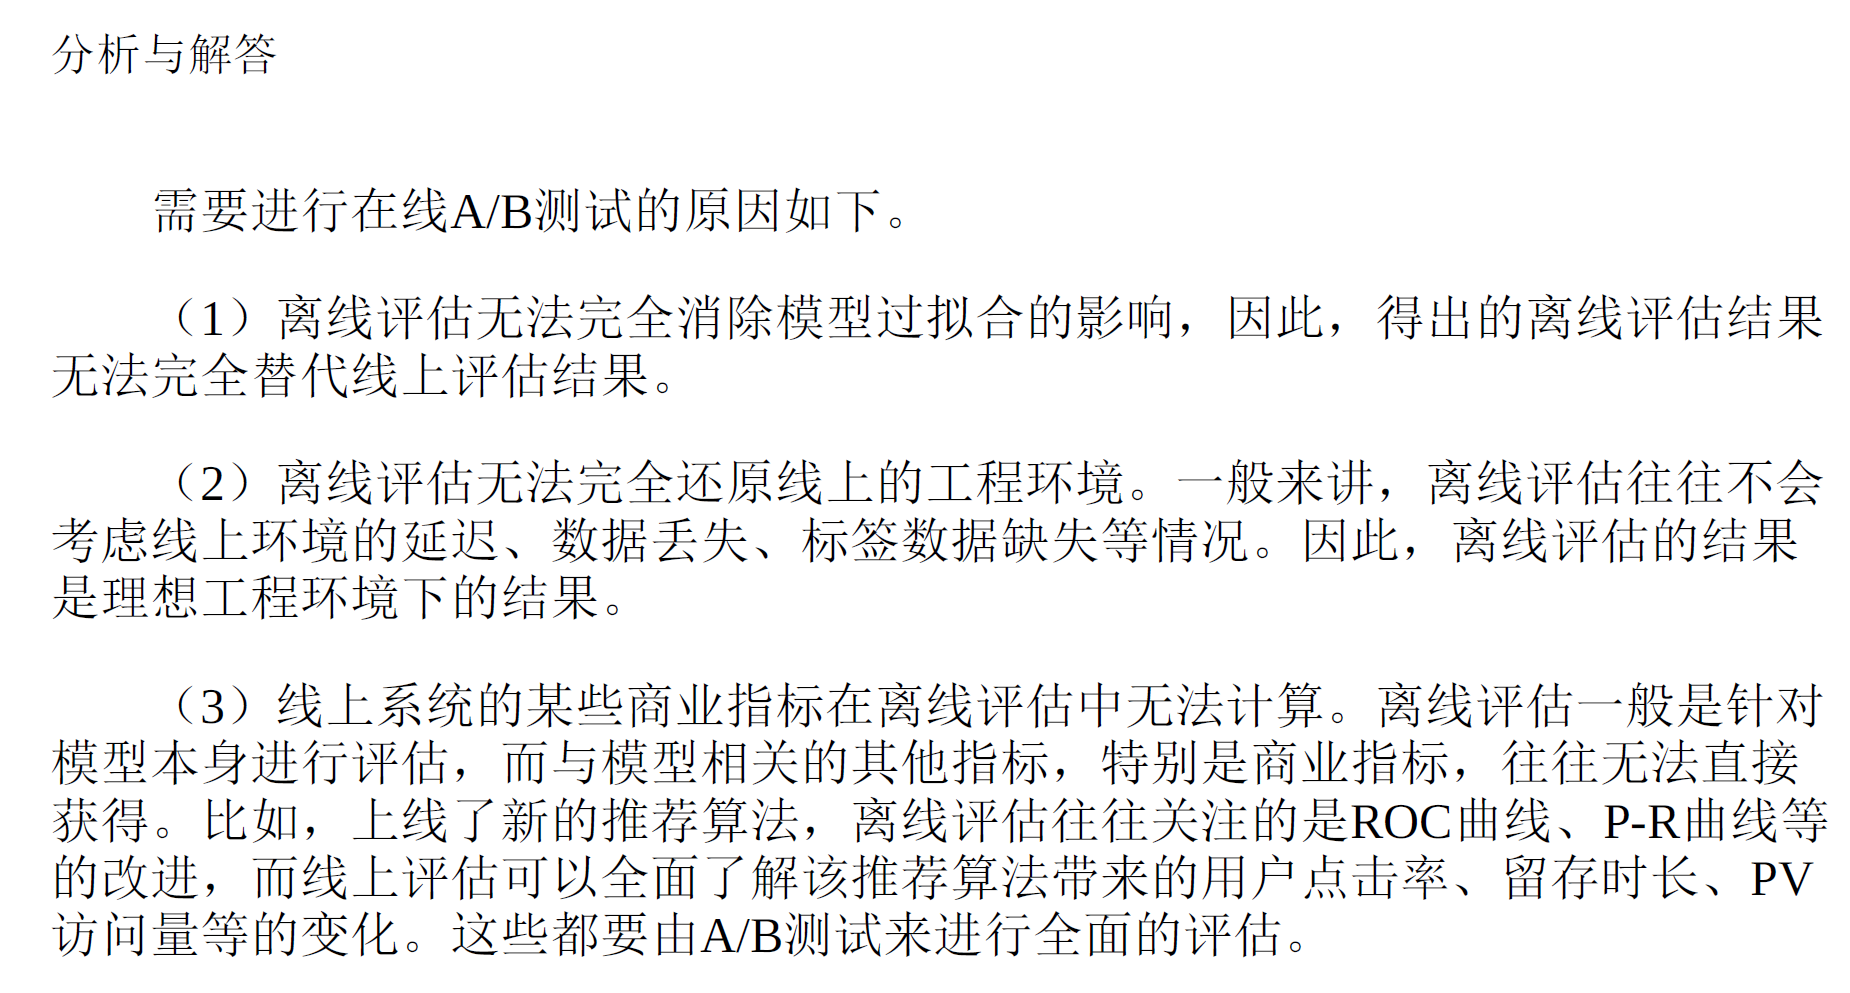 分析与解答
需要进行在线A/B测试的原因如下。
（1）离线评估无法完全消除模型过拟合的影响，因此，得出的离线评估结果
无法完全替代线上评估结果。
（2）离线评估无法完全还原线上的工程环境。一般来讲，离线评估往往不会
考虑线上环境的延迟、数据丢失、标签数据缺失等情况。因此，离线评估的结果
是理想工程环境下的结果。
（3）线上系统的某些商业指标在离线评估中无法计算。离线评估一般是针对
模型本身进行评估，而与模型相关的其他指标，特别是商业指标，往往无法直接
获得。比如，上线了新的推荐算法，离线评估往往关注的是ROC曲线、P-R曲线等
的改进，而线上评估可以全面了解该推荐算法带来的用户点击率、留存时长、PV
访问量等的变化。这些都要由A/B测试来进行全面的评估。